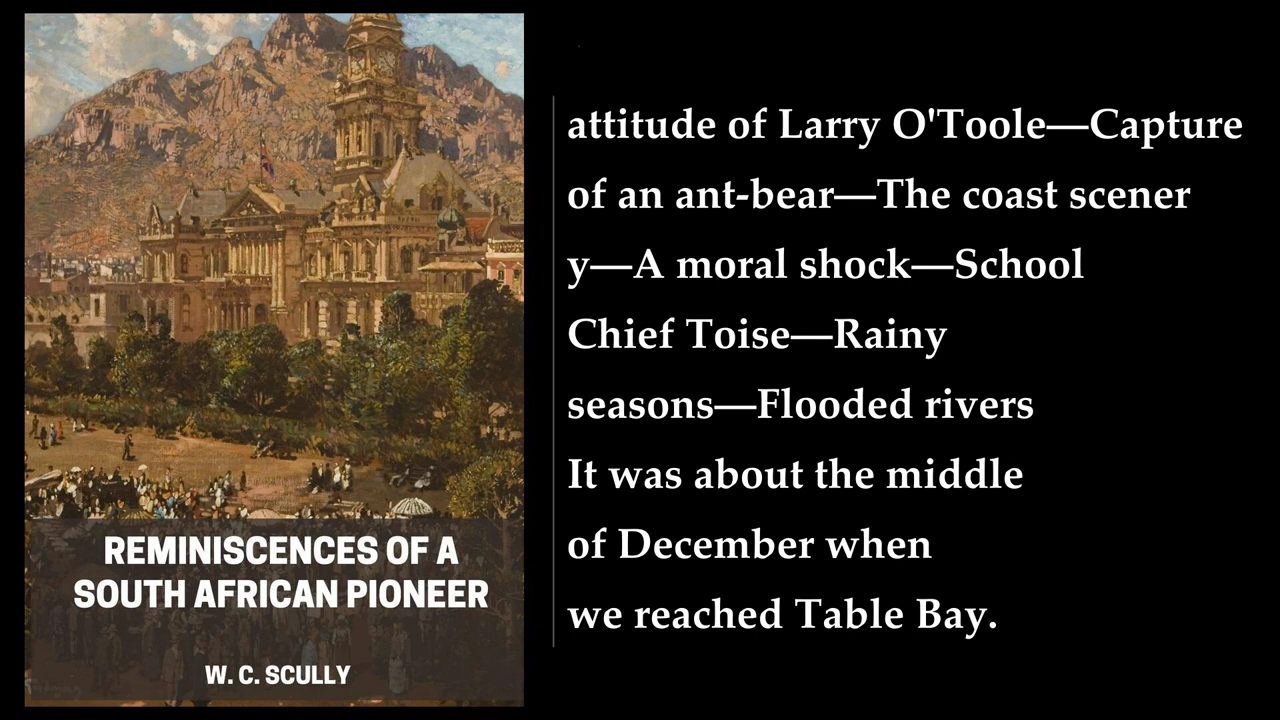 REMINISCENCES OF A
SOUTH AFRICAN PIONEER
W. C. SCULLY
attitude of Larry O'Toole—Capture
of an ant-bear—The coast scener
y—A moral shock—School
Chief Toise—Rainy
seasons—Flooded rivers
It was about the middle
of December when
we reached Table Bay.